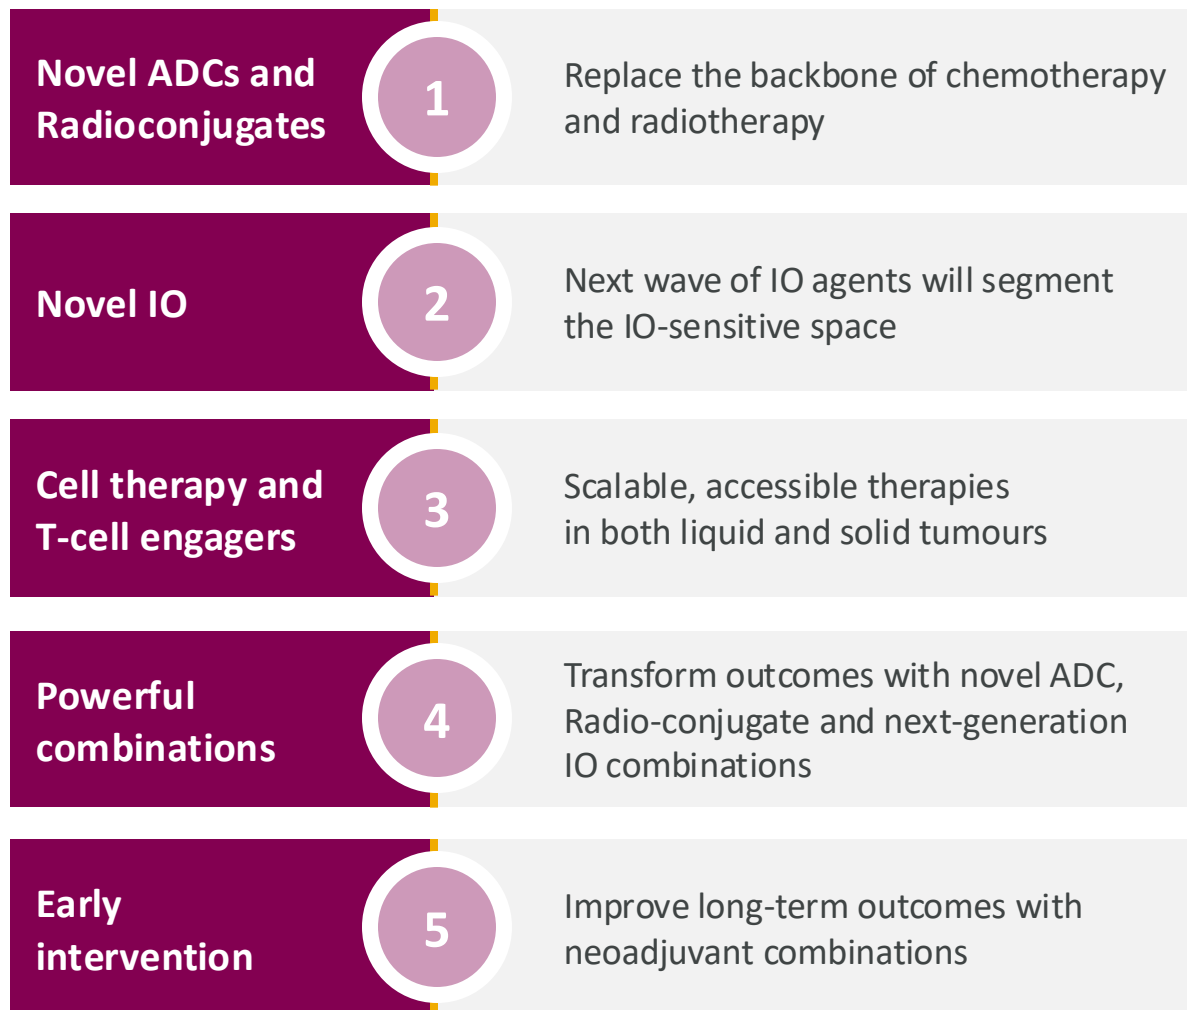 Novel ADCs and
Radioconjugates
1
Replace the backbone of chemotherapy
and radiotherapy
Novel IO
2
Next wave of IO agents will segment
the IO-sensitive space
Cell therapy and
T-cell engagers
3
Scalable, accessible therapies
in both liquid and solid tumours
Powerful
combinations
4
Transform outcomes with novel ADC,
Radio-conjugate and next-generation
IO combinations
Early
intervention
5
Improve long-term outcomes with
neoadjuvant combinations